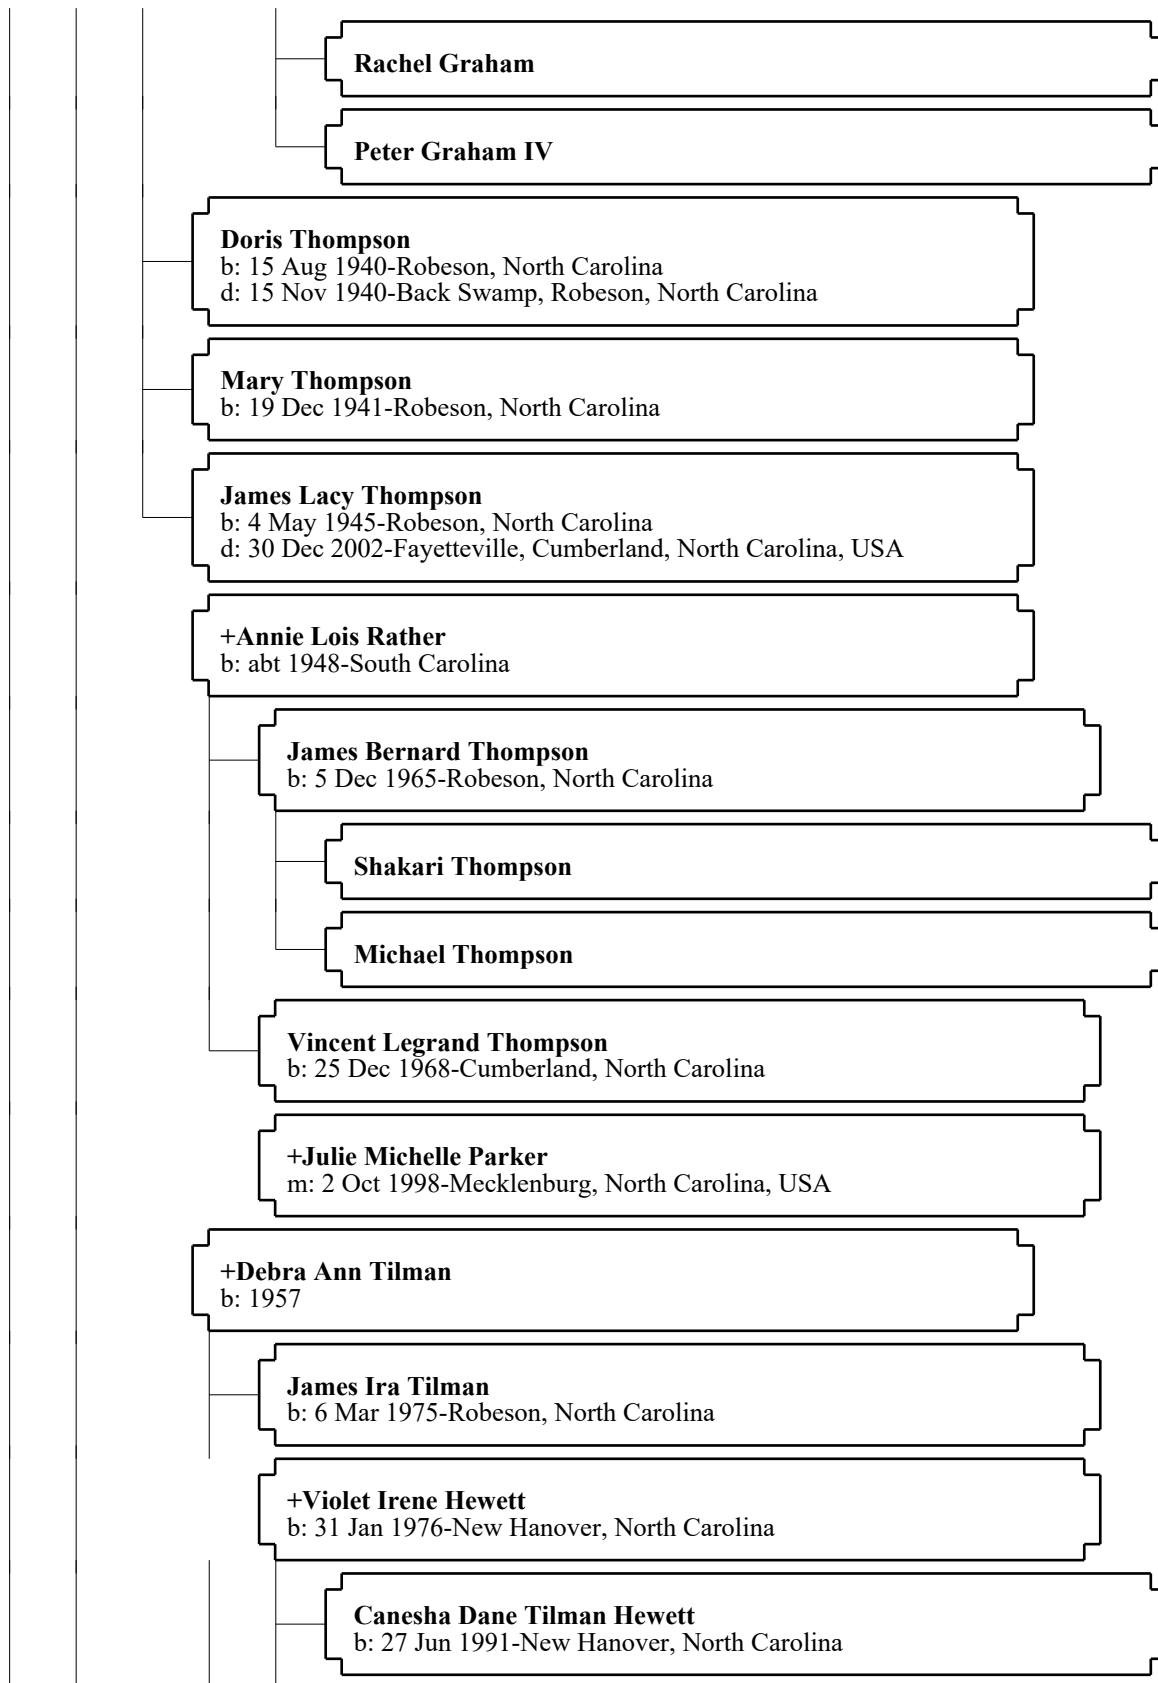 Rachel Graham
Peter Graham IV
Doris Thompson
b: 15 Aug 1940-Robeson, North Carolina
d: 15 Nov 1940-Back Swamp, Robeson, North Carolina
Mary Thompson
b: 19 Dec 1941-Robeson, North Carolina
James Lacy Thompson
b: 4 May 1945-Robeson, North Carolina
d: 30 Dec 2002-Fayetteville, Cumberland, North Carolina, USA
+Annie Lois Rather
b: abt 1948-South Carolina
James Bernard Thompson
b: 5 Dec 1965-Robeson, North Carolina
Shakari Thompson
Michael Thompson
Vincent Legrand Thompson
b: 25 Dec 1968-Cumberland, North Carolina
+Julie Michelle Parker
m: 2 Oct 1998-Mecklenburg, North Carolina, USA
+Debra Ann Tilman
b: 1957
James Ira Tilman
b: 6 Mar 1975-Robeson, North Carolina
+Violet Irene Hewett
b: 31 Jan 1976-New Hanover, North Carolina
Canesha Dane Tilman Hewett
b: 27 Jun 1991-New Hanover, North Carolina